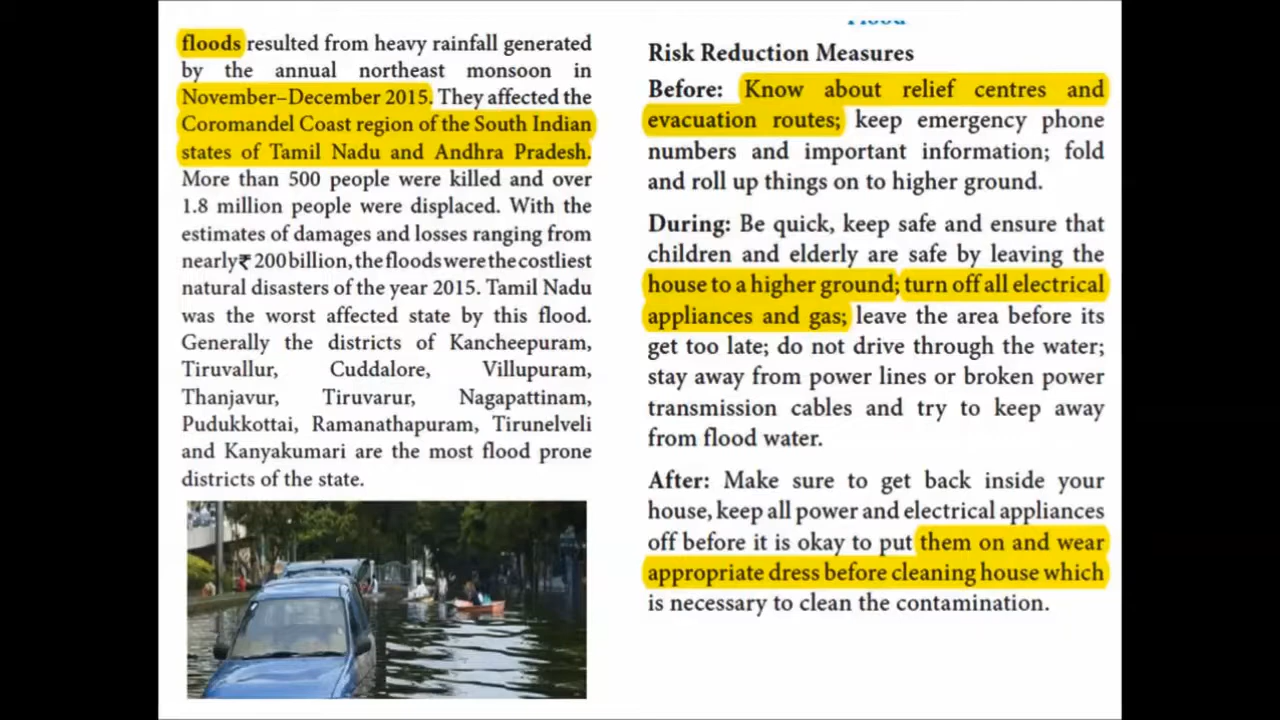 floods resulted from heavy rainfall generated
by the annual northeast monsoon in
November–December 2015. They affected the
Coromandel Coast region of the South Indian
states of Tamil Nadu and Andhra Pradesh.
More than 500 people were killed and over
1.8 million people were displaced. With the
estimates of damages and losses ranging from
nearly ₹ 200 billion, the floods were the costliest
natural disasters of the year 2015. Tamil Nadu
was the worst affected state by this flood.
Generally the districts of Kancheepuram,
Tiruvallur, Cuddalore, Villupuram,
Thanjavur, Tiruvarur, Nagapattinam,
Pudukkottai, Ramanathapuram, Tirunelveli
and Kanyakumari are the most flood prone
districts of the state.
Risk Reduction Measures
Before: Know about relief centres and
evacuation routes; keep emergency phone
numbers and important information; fold
and roll up things on to higher ground.
During: Be quick, keep safe and ensure that
children and elderly are safe by leaving the
house to a higher ground; turn off all electrical
appliances and gas; leave the area before its
get too late; do not drive through the water;
stay away from power lines or broken power
transmission cables and try to keep away
from flood water.
After: Make sure to get back inside your
house, keep all power and electrical appliances
off before it is okay to put them on and wear
appropriate dress before cleaning house which
is necessary to clean the contamination.